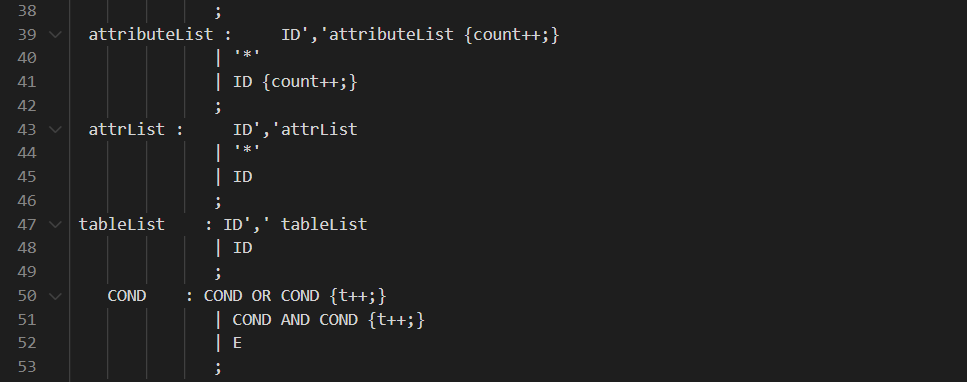 38 ;
39 attributeList : ID','attributeList {count++;}
40 | '*'
41 | ID {count++;}
42 ;
43 attrList : ID','attrList
44 | '*'
45 | ID
46 ;
47 tableList : ID',' tableList
48 | ID
49 ;
50 COND : COND OR COND {t++;}
51 | COND AND COND {t++;}
52 | E
53 ;